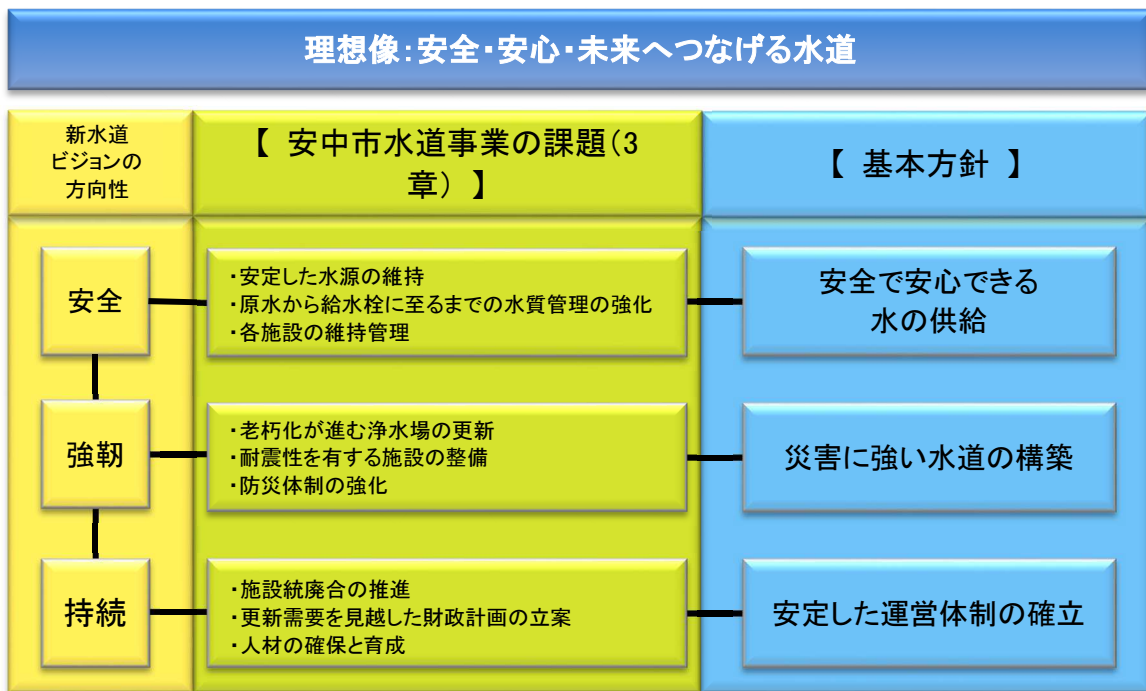 理想像：安全・安心・未来へつなげる水道
新水道
ビジョンの
方向性
【 安中市水道事業の課題（3
章） 】
【 基本方針 】
安全
・安定した水源の維持
・原水から給水栓に至るまでの水質管理の強化
・各施設の維持管理
安全で安心できる
水の供給
強靭
・老朽化が進む浄水場の更新
・耐震性を有する施設の整備
・防災体制の強化
災害に強い水道の構築
持続
・施設統廃合の推進
・更新需要を見越した財政計画の立案
・人材の確保と育成
安定した運営体制の確立